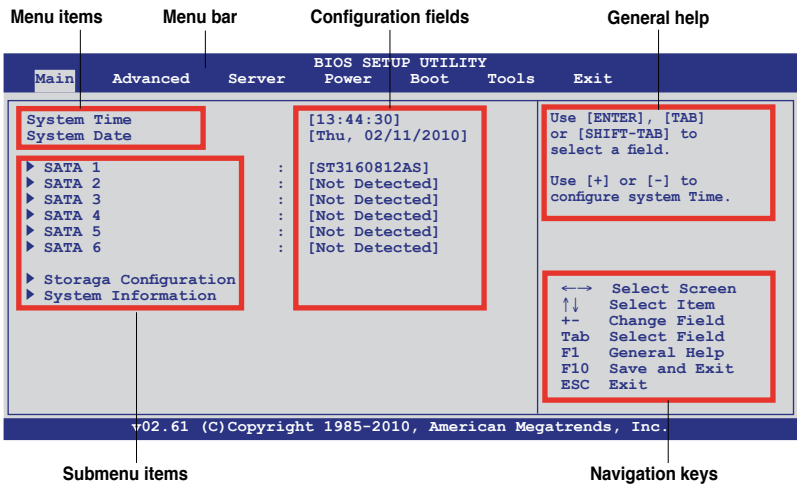 Menu items Menu bar Configuration fields General help
BIOS SETUP UTILITY
Main Advanced Server Power Boot Tools Exit
System Time [13:44:30]
System Date [Thu, 02/11/2010]
SATA 1 : [ST3160812AS]
SATA 2 : [Not Detected]
SATA 3 : [Not Detected]
SATA 4 : [Not Detected]
SATA 5 : [Not Detected]
SATA 6 : [Not Detected]
Storaga Configuration
System Information
Use [ENTER], [TAB]
or [SHIFT-TAB] to
select a field.
Use [+] or [-] to
configure system Time.
←→ Select Screen
↑↓ Select Item
+- Change Field
Tab Select Field
F1 General Help
F10 Save and Exit
ESC Exit
v02.61 (C)Copyright 1985-2010, American Megatrends, Inc.
Submenu items Navigation keys